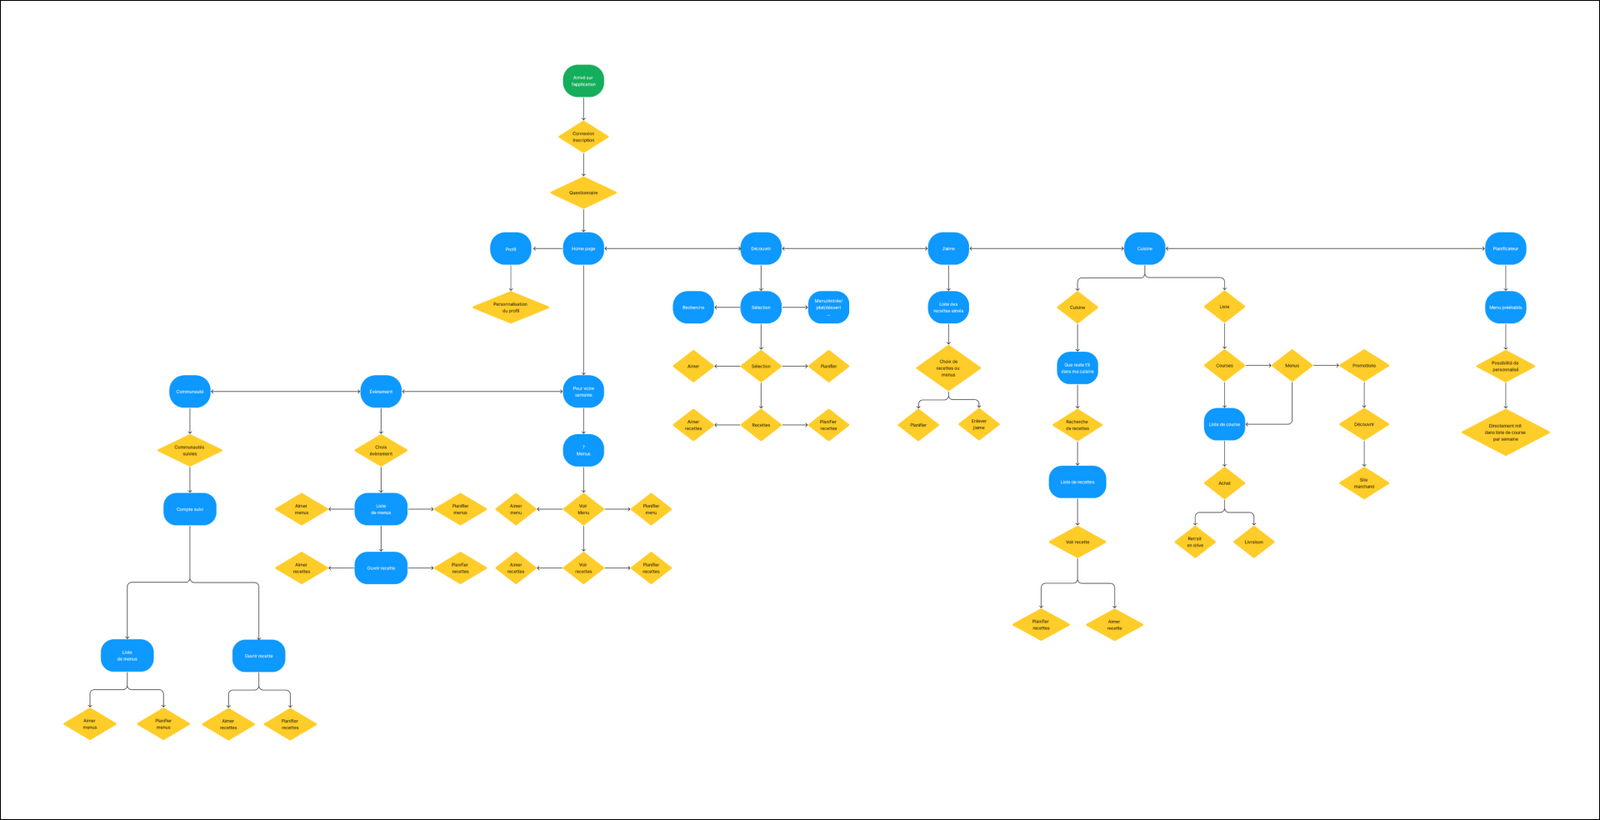 Arrivé sur
l'application
Connexion
Inscription
Questionnaire
Profil
Home page
Découvrir
J'aime
Cuisine
Planificateur
Personnalisation
du profil
Recherche
Sélection
Liste des
recettes aimés
Cuisine
Liste
Menu préétablis
Aimer
Sélection
Planifier
Choix de
recettes ou
menus
Que reste t'il
dans ma cuisine
Courses
Menus
Promotions
Possibilité de
personnalisé
Communauté
Évènement
Pour votre
semaine
Aimer
recettes
Recettes
Planifier
recettes
Planifier
Enlever
j'aime
Recherche
de recettes
Liste de course
Découvrir
Directement mit
dans liste de course
par semaine
Communautés
suivies
Choix
évènement
7
Menus
Liste de recettes
Achat
Site
marchand
Compte suivi
Aimer
menus
Liste
de menus
Planifier
menus
Aimer
menu
Voir
Menu
Planifier
menu
Voir recette
Retrait
en drive
Livraison
Aimer
recettes
Ouvrir recette
Planifier
recettes
Aimer
recettes
Voir
recettes
Planifier
recettes
Planifier
recettes
Aimer
recette
Liste
de menus
Ouvrir recette
Aimer
menus
Planifier
menus
Aimer
recettes
Planifier
recettes